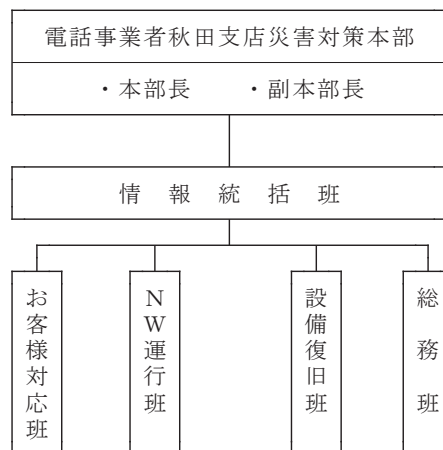 電話事業者秋田支店災害対策本部
・本部長　　・副本部長
情　報　統　括　班
お客様対応班
ＮＷ運行班
設備復旧班
総　務　班